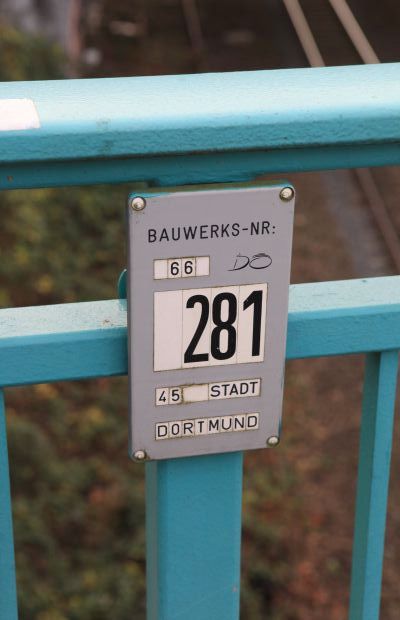 BAUWERKS-NR:
66 DO
281
45 STADT
DORTMUND